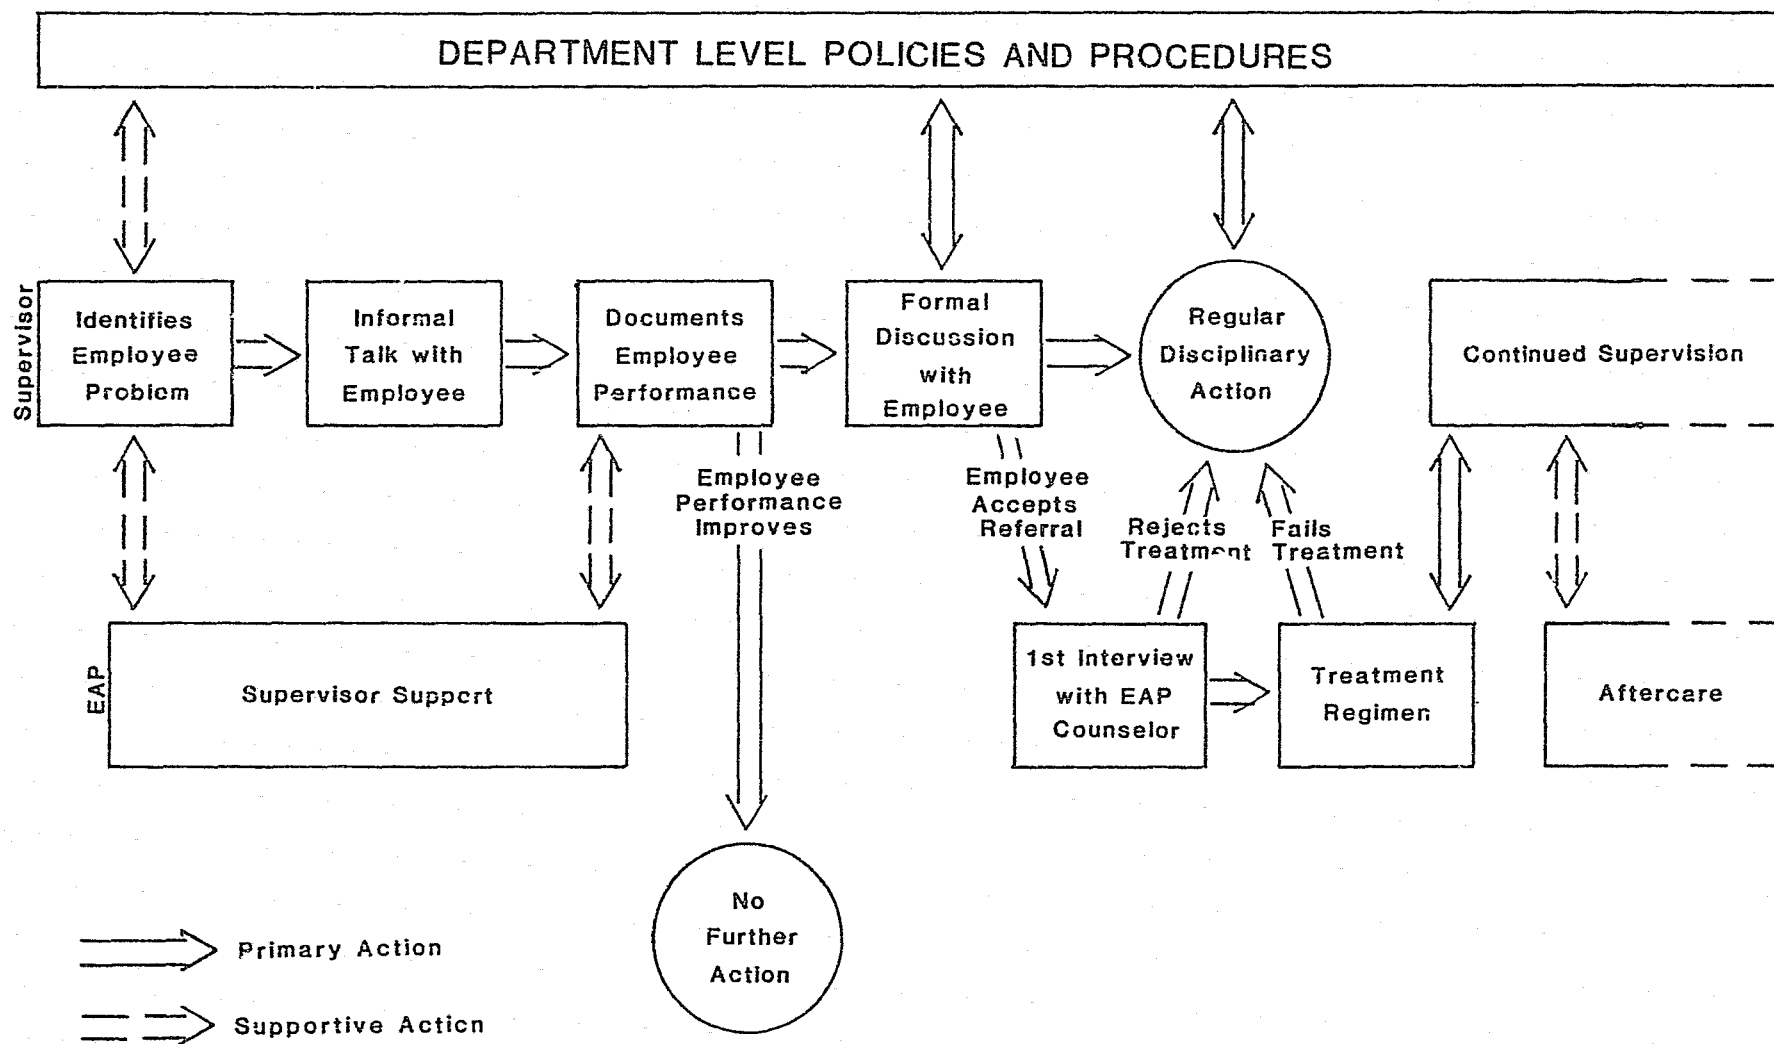 DEPARTMENT LEVEL POLICIES AND PROCEDURES
Supervisor
Identifies
Employee
Problem
Informal
Talk with
Employee
Documents
Employee
Performance
Formal
Discussion
with
Employee
Regular
Disciplinary
Action
Continued Supervision
Employee
Performance
Improves
Employee
Accepts
Referral
Rejects
Treatment
Fails
Treatment
EAP
Supervisor Support
1st Interview
with EAP
Counselor
Treatment
Regimen
Aftercare
No
Further
Action
Primary Action
Supportive Action